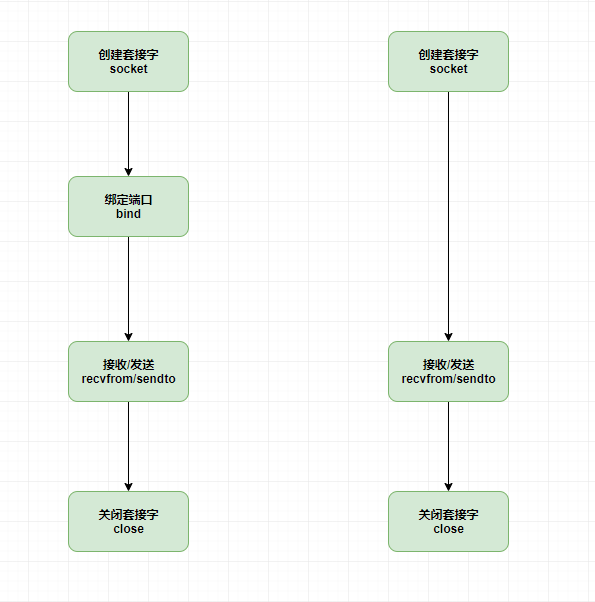 创建套接字
socket
创建套接字
socket
绑定端口
bind
接收/发送
recvfrom/sendto
接收/发送
recvfrom/sendto
关闭套接字
close
关闭套接字
close